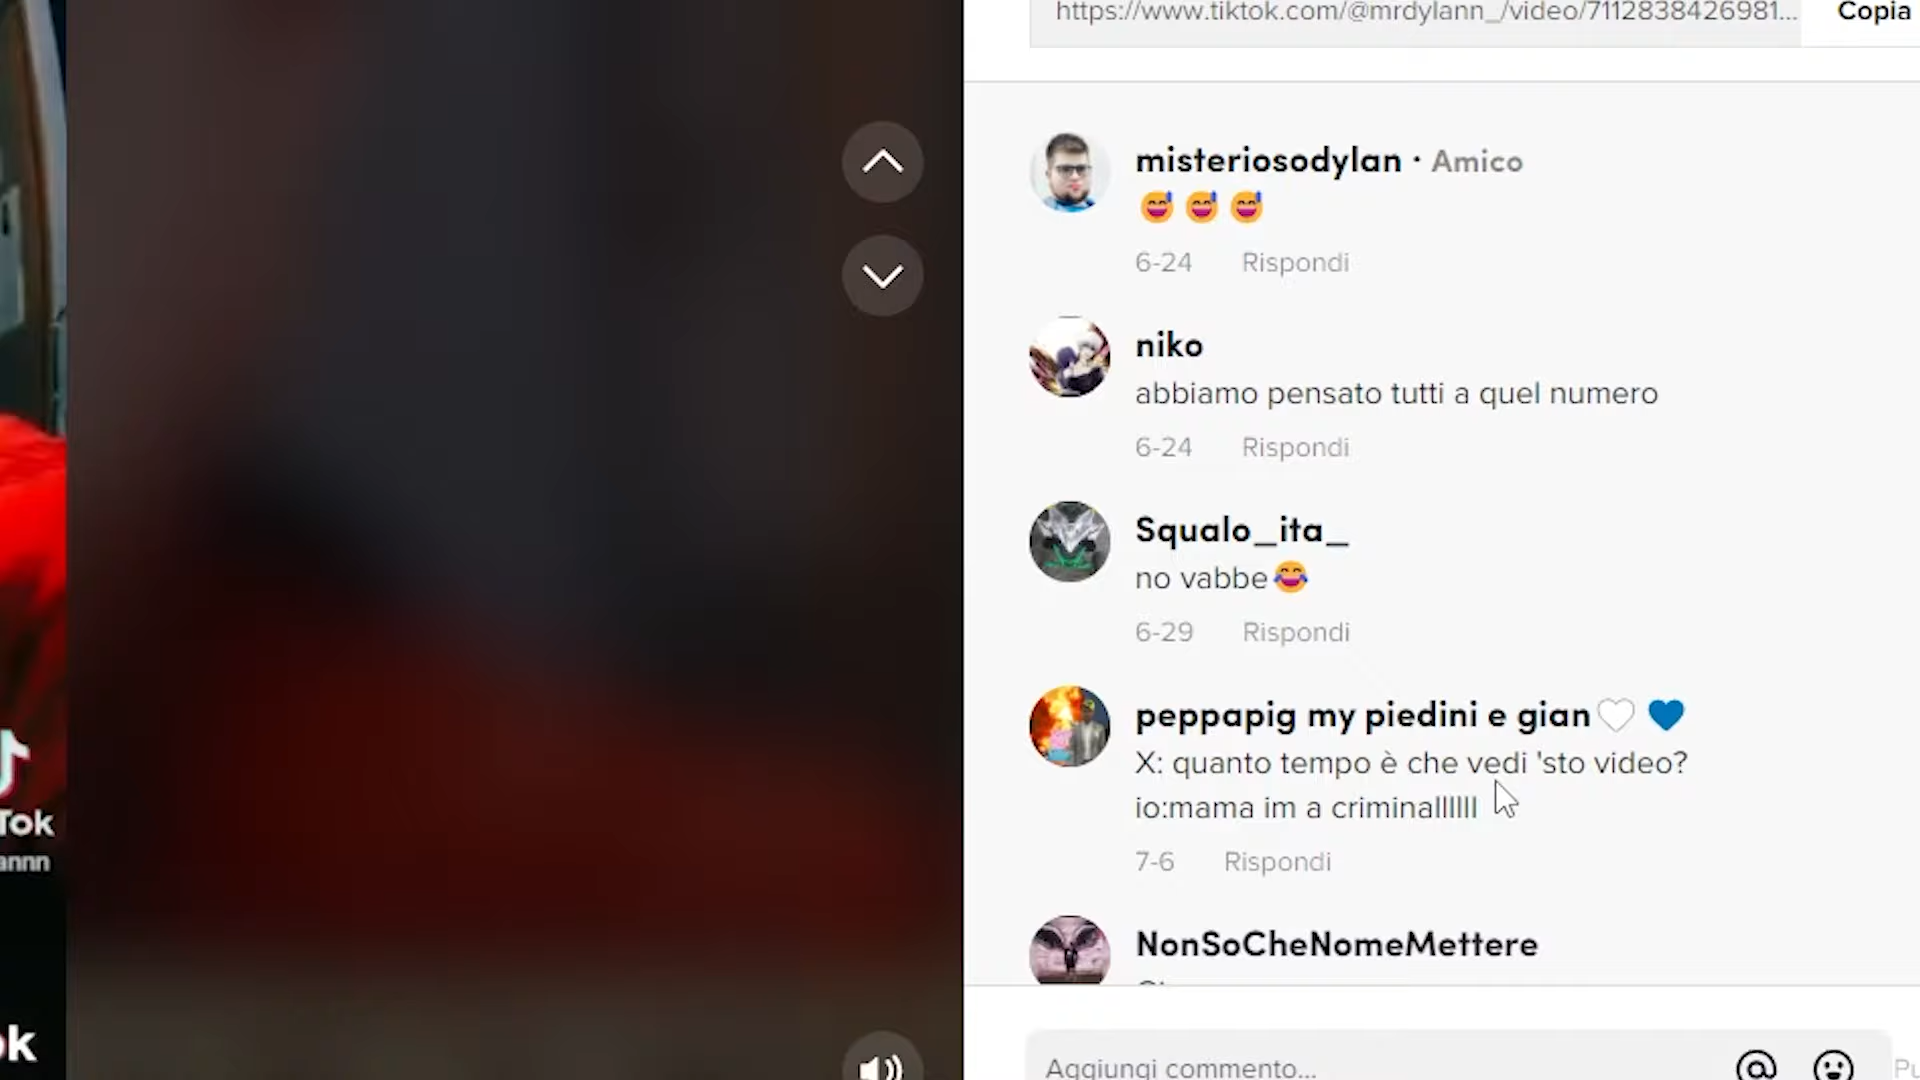 https://www.tiktok.com/@mrdylann_/video/7112838426981...
Copia
misteriosodylan · Amico
😅😅😅
6-24 Rispondi
niko
abbiamo pensato tutti a quel numero
6-24 Rispondi
Squalo_ita_
no vabbe😂
6-29 Rispondi
peppapig my piedini e gian🤍💙
X: quanto tempo è che vedi 'sto video?
io:mama im a criminallllll
7-6 Rispondi
NonSoCheNomeMettere
Aggiungi commento...
Tok
annn
ok